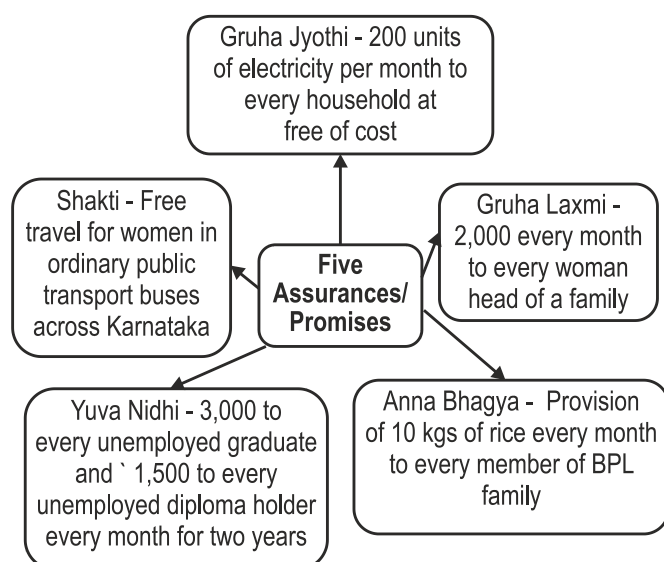 Gruha Jyothi - 200 units
of electricity per month to
every household at
free of cost
Shakti - Free
travel for women in
ordinary public
transport buses
across Karnataka
Five
Assurances/
Promises
Gruha Laxmi -
2,000 every month
to every woman
head of a family
Yuva Nidhi - 3,000 to
every unemployed graduate
and ` 1,500 to every
unemployed diploma holder
every month for two years
Anna Bhagya - Provision
of 10 kgs of rice every month
to every member of BPL
family